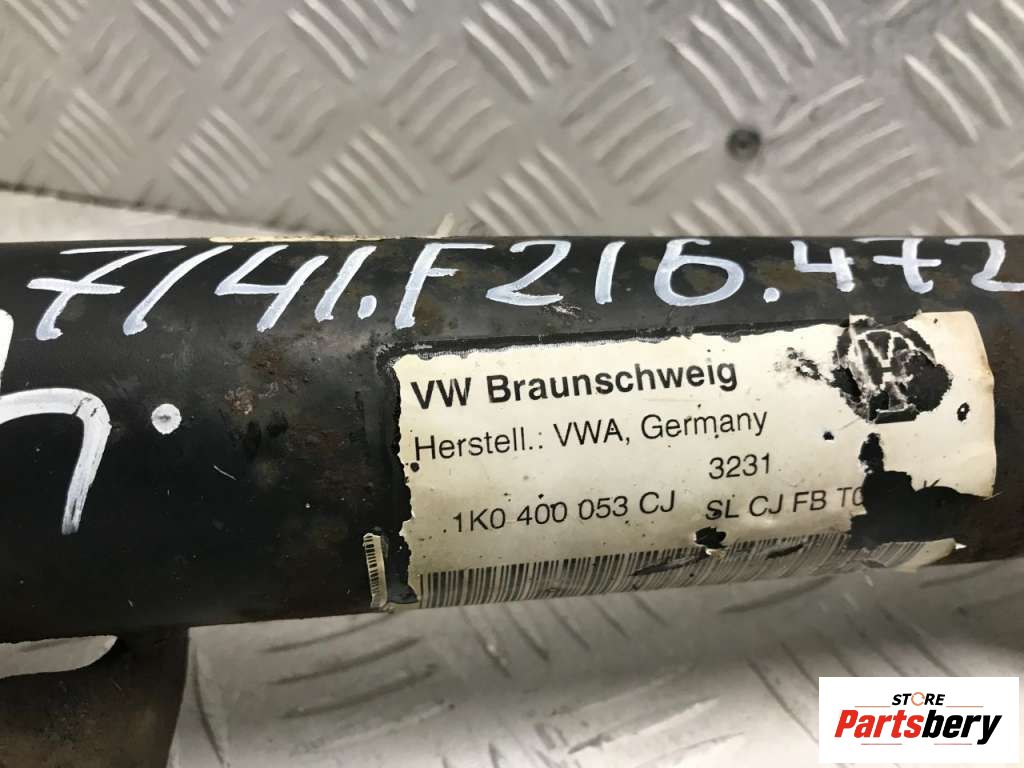 7141.F216.472
h.
VW Braunschweig
Herstell.: VWA, Germany
3231
1K0 400 053 CJ SL CJ FB
STORE
Partsbery